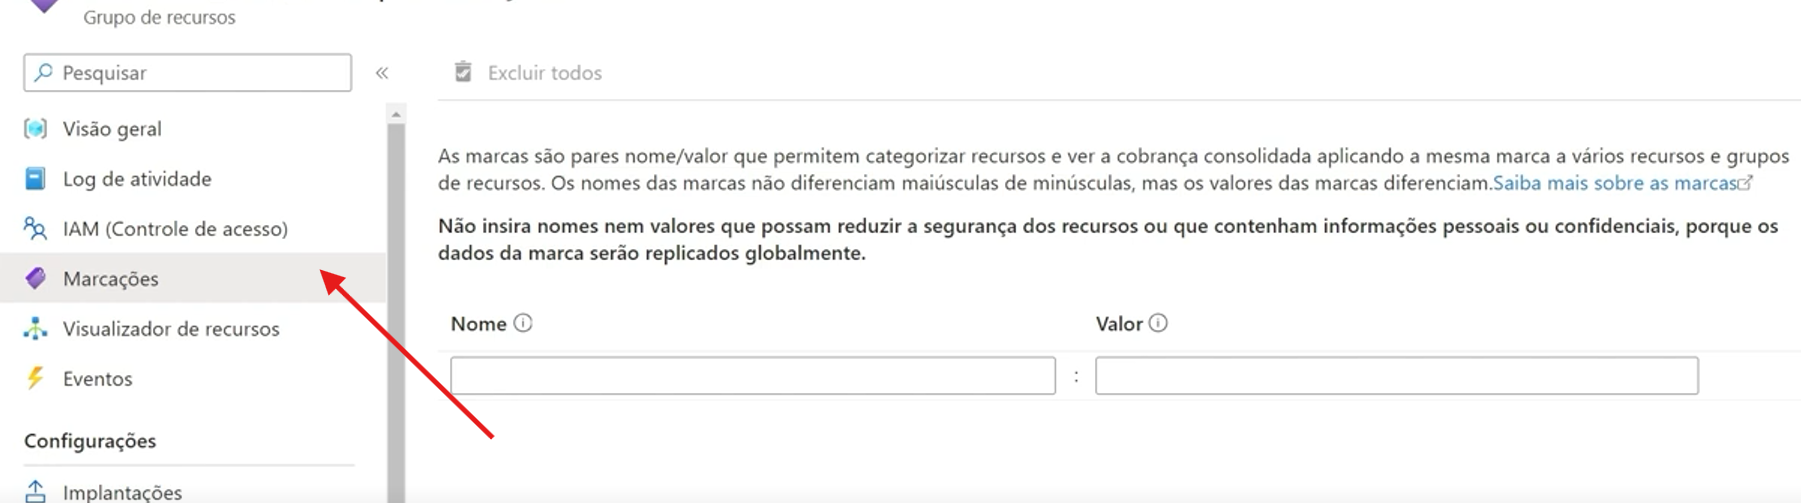 Grupo de recursos
Pesquisar
Excluir todos
Visão geral
Log de atividade
IAM (Controle de acesso)
Marcações
Visualizador de recursos
Eventos
Configurações
Implantações
As marcas são pares nome/valor que permitem categorizar recursos e ver a cobrança consolidada aplicando a mesma marca a vários recursos e grupos
de recursos. Os nomes das marcas não diferenciam maiúsculas de minúsculas, mas os valores das marcas diferenciam.Saiba mais sobre as marcas
Não insira nomes nem valores que possam reduzir a segurança dos recursos ou que contenham informações pessoais ou confidenciais, porque os
dados da marca serão replicados globalmente.
Nome
Valor
: